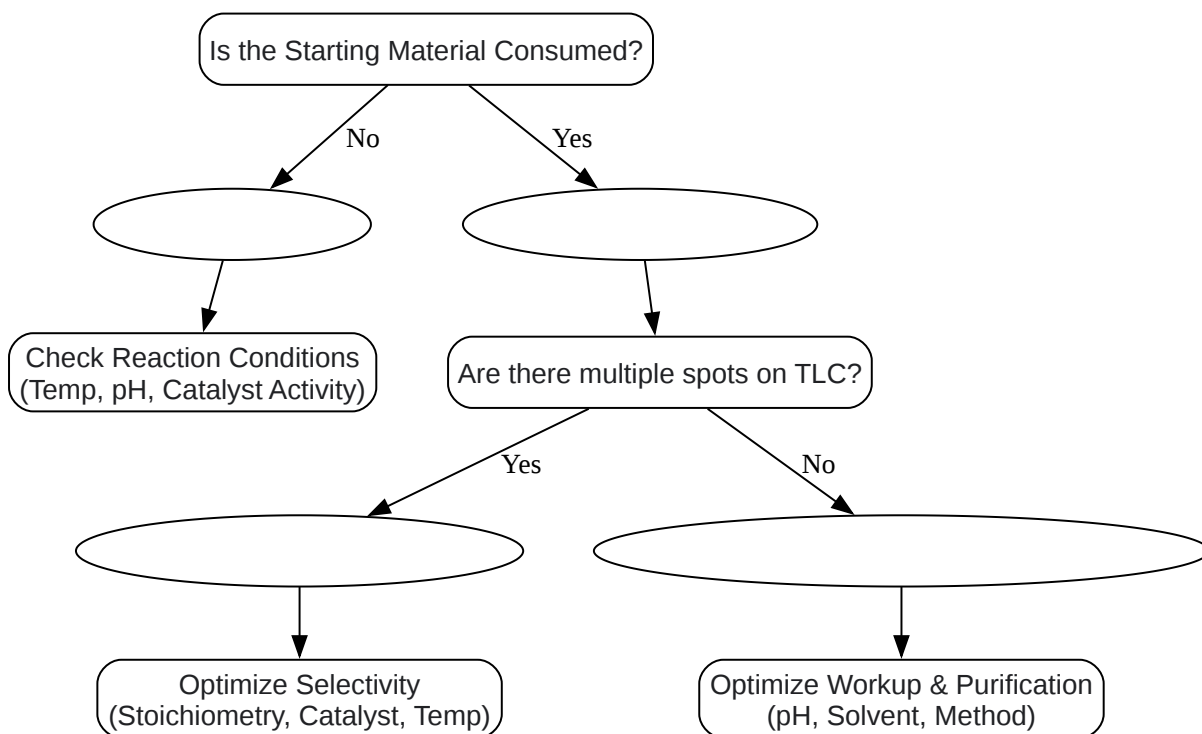 Is the Starting Material Consumed?
No
Yes
Check Reaction Conditions
(Temp, pH, Catalyst Activity)
Are there multiple spots on TLC?
Yes
No
Optimize Selectivity
(Stoichiometry, Catalyst, Temp)
Optimize Workup & Purification
(pH, Solvent, Method)